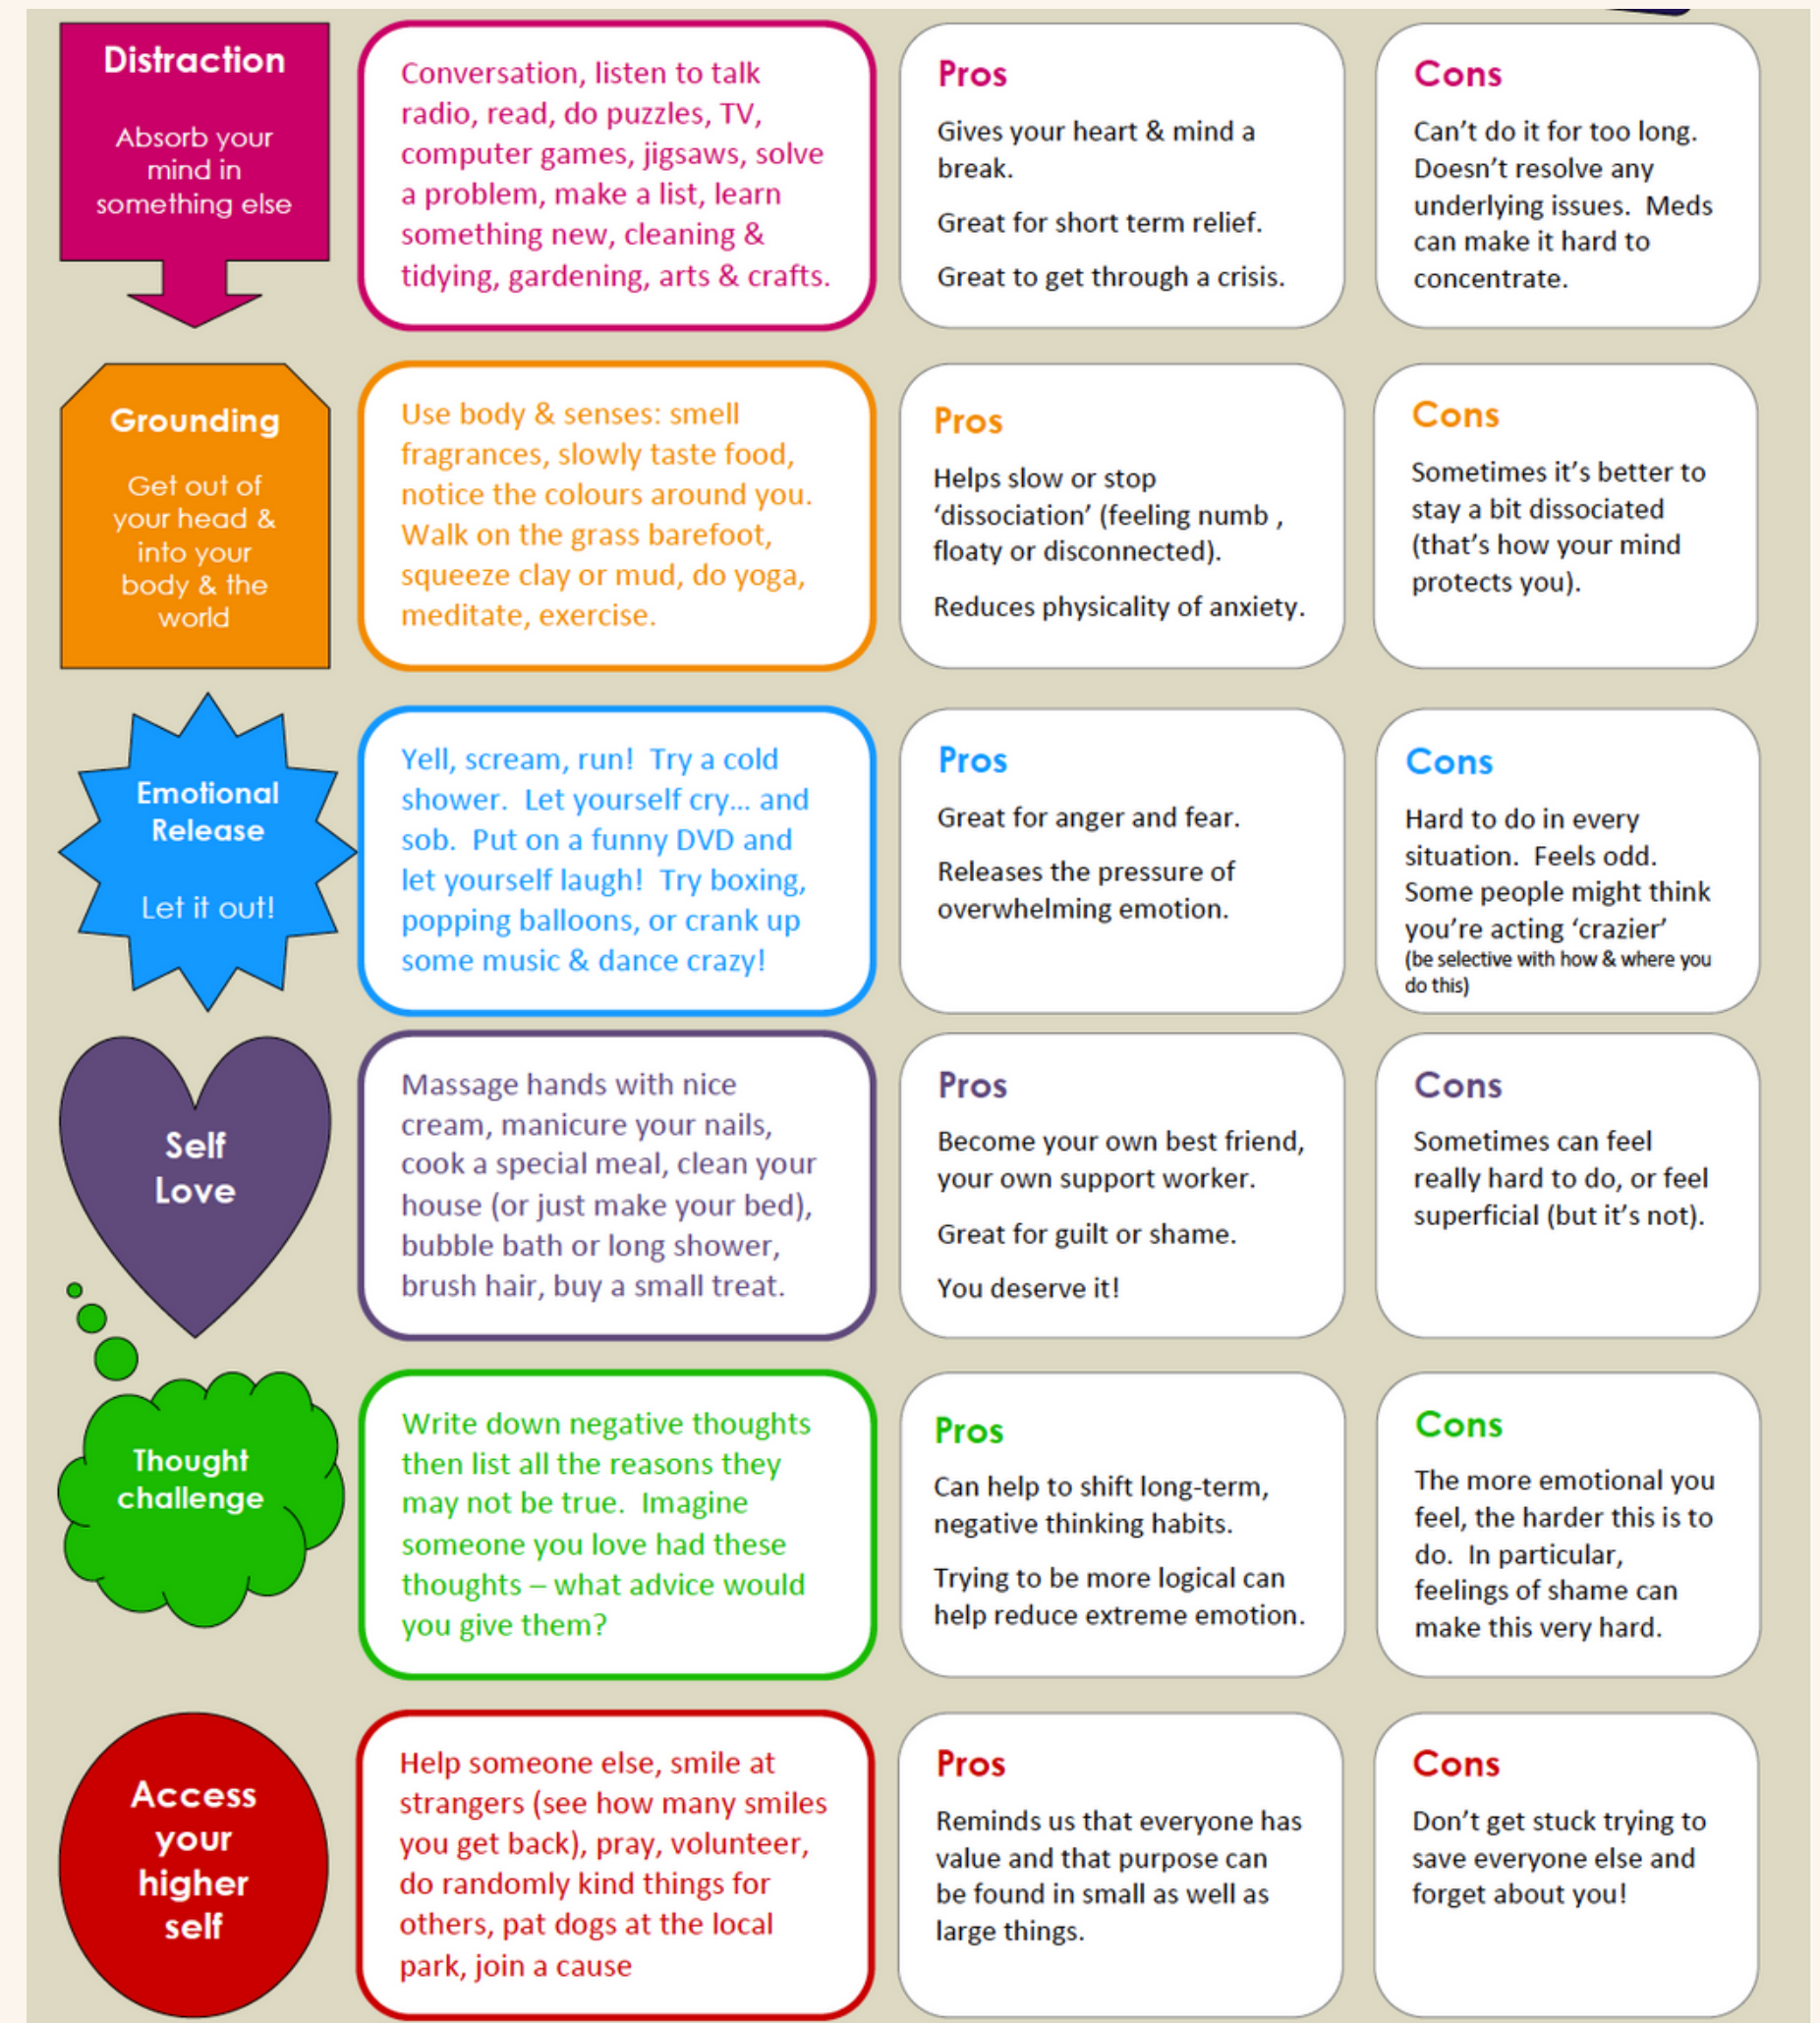 Distraction
Absorb your
mind in
something else
Conversation, listen to talk
radio, read, do puzzles, TV,
computer games, jigsaws, solve
a problem, make a list, learn
something new, cleaning &
tidying, gardening, arts & crafts.
Pros
Gives your heart & mind a
break.
Great for short term relief.
Great to get through a crisis.
Cons
Can't do it for too long.
Doesn't resolve any
underlying issues.  Meds
can make it hard to
concentrate.
Grounding
Get out of
your head &
into your
body & the
world
Use body & senses: smell
fragrances, slowly taste food,
notice the colours around you.
Walk on the grass barefoot,
squeeze clay or mud, do yoga,
meditate, exercise.
Pros
Helps slow or stop
‘dissociation’ (feeling numb ,
floaty or disconnected).
Reduces physicality of anxiety.
Cons
Sometimes it's better to
stay a bit dissociated
(that's how your mind
protects you).
Emotional
Release
Let it out!
Yell, scream, run!  Try a cold
shower.  Let yourself cry… and
sob.  Put on a funny DVD and
let yourself laugh!  Try boxing,
popping balloons, or crank up
some music & dance crazy!
Pros
Great for anger and fear.
Releases the pressure of
overwhelming emotion.
Cons
Hard to do in every
situation.  Feels odd.
Some people might think
you're acting ‘crazier’
(be selective with how & where you
do this)
Self
Love
Massage hands with nice
cream, manicure your nails,
cook a special meal, clean your
house (or just make your bed),
bubble bath or long shower,
brush hair, buy a small treat.
Pros
Become your own best friend,
your own support worker.
Great for guilt or shame.
You deserve it!
Cons
Sometimes can feel
really hard to do, or feel
superficial (but it's not).
Thought
challenge
Write down negative thoughts
then list all the reasons they
may not be true.  Imagine
someone you love had these
thoughts – what advice would
you give them?
Pros
Can help to shift long-term,
negative thinking habits.
Trying to be more logical can
help reduce extreme emotion.
Cons
The more emotional you
feel, the harder this is to
do.  In particular,
feelings of shame can
make this very hard.
Access
your
higher
self
Help someone else, smile at
strangers (see how many smiles
you get back), pray, volunteer,
do randomly kind things for
others, pat dogs at the local
park, join a cause
Pros
Reminds us that everyone has
value and that purpose can
be found in small as well as
large things.
Cons
Don't get stuck trying to
save everyone else and
forget about you!